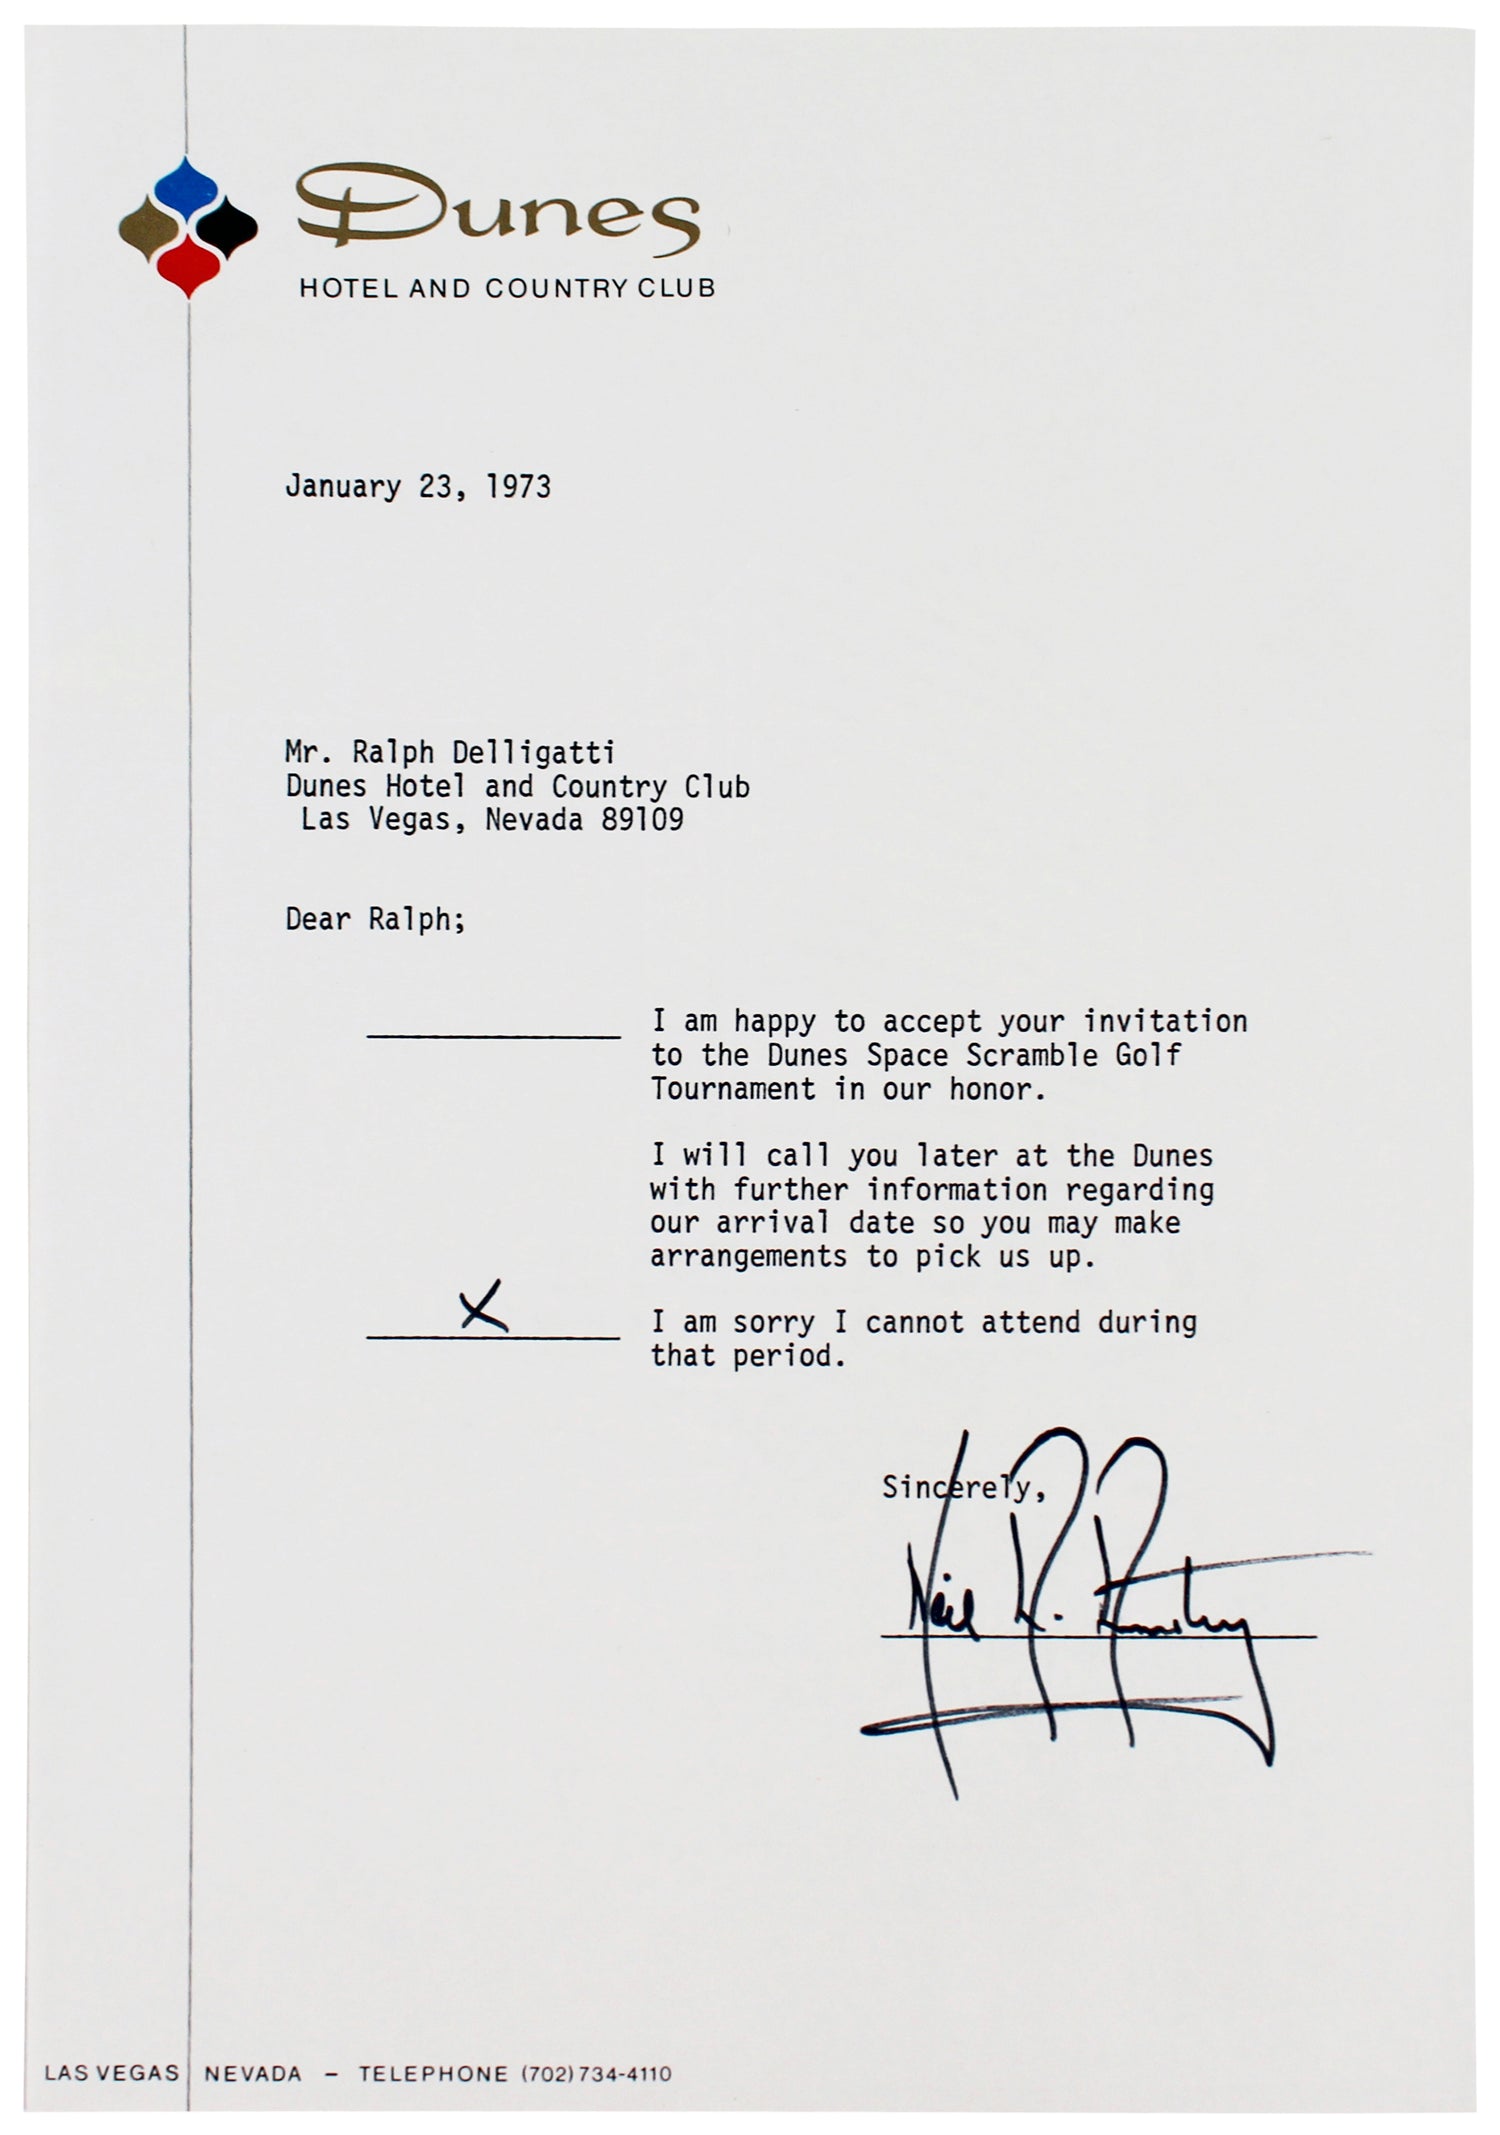 Dunes
HOTEL AND COUNTRY CLUB
January 23, 1973
Mr. Ralph Delligatti
Dunes Hotel and Country Club
Las Vegas, Nevada 89109
Dear Ralph;
I am happy to accept your invitation
to the Dunes Space Scramble Golf
Tournament in our honor.
I will call you later at the Dunes
with further information regarding
our arrival date so you may make
arrangements to pick us up.
X I am sorry I cannot attend during
that period.
Sincerely,
Neil
LAS VEGAS NEVADA – TELEPHONE (702) 734-4110